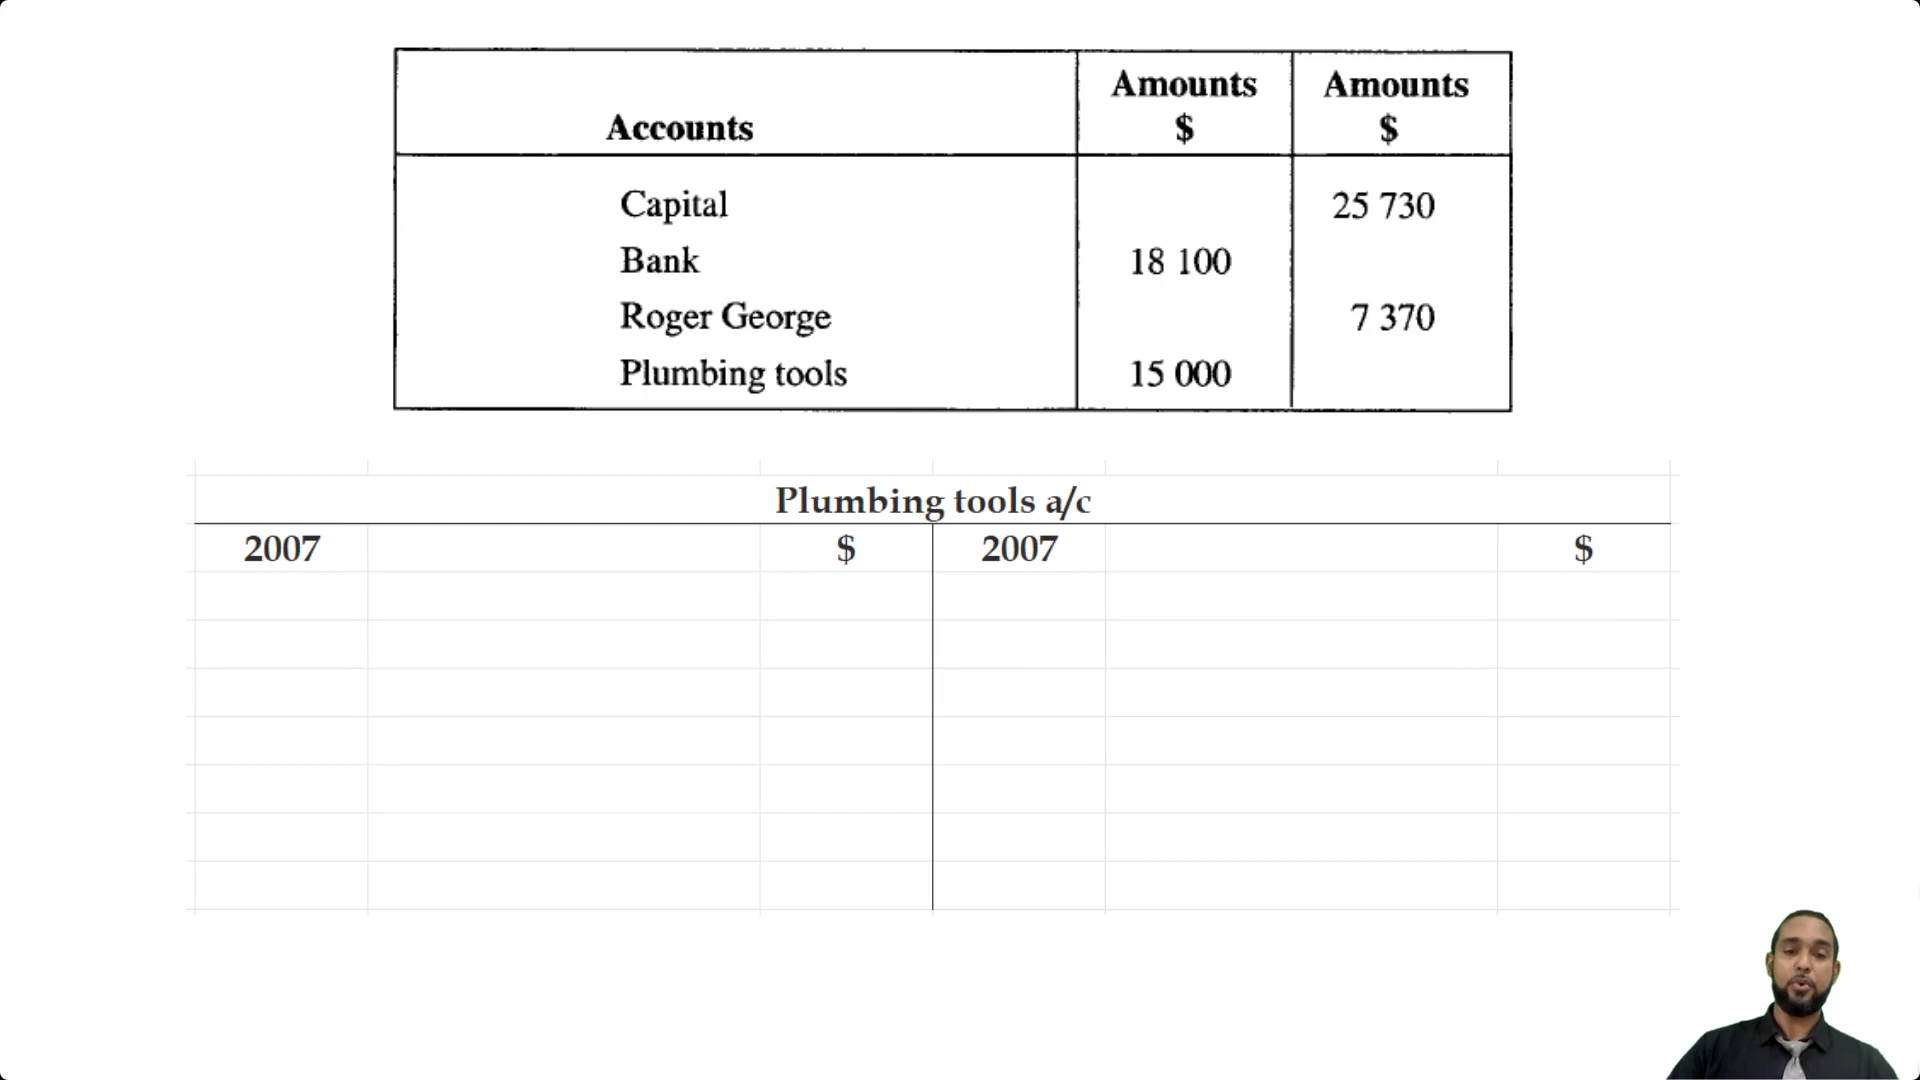 Accounts Amounts $ Amounts $
Capital 25 730
Bank 18 100
Roger George 7 370
Plumbing tools 15 000
Plumbing tools a/c
2007 $ 2007 $